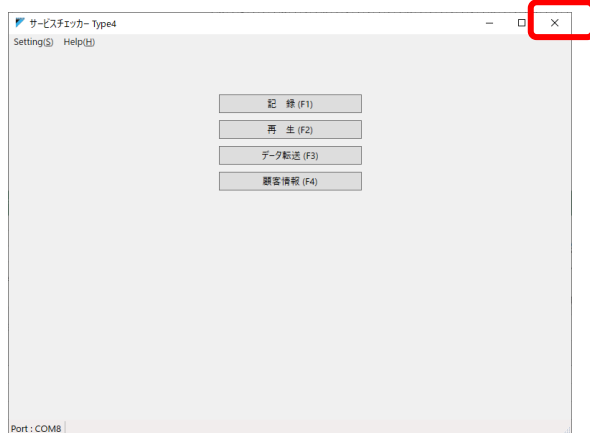 サービスチェッカー Type4
Setting(S) Help(H)
記 録 (F1)
再 生 (F2)
データ転送 (F3)
顧客情報 (F4)
Port : COM8